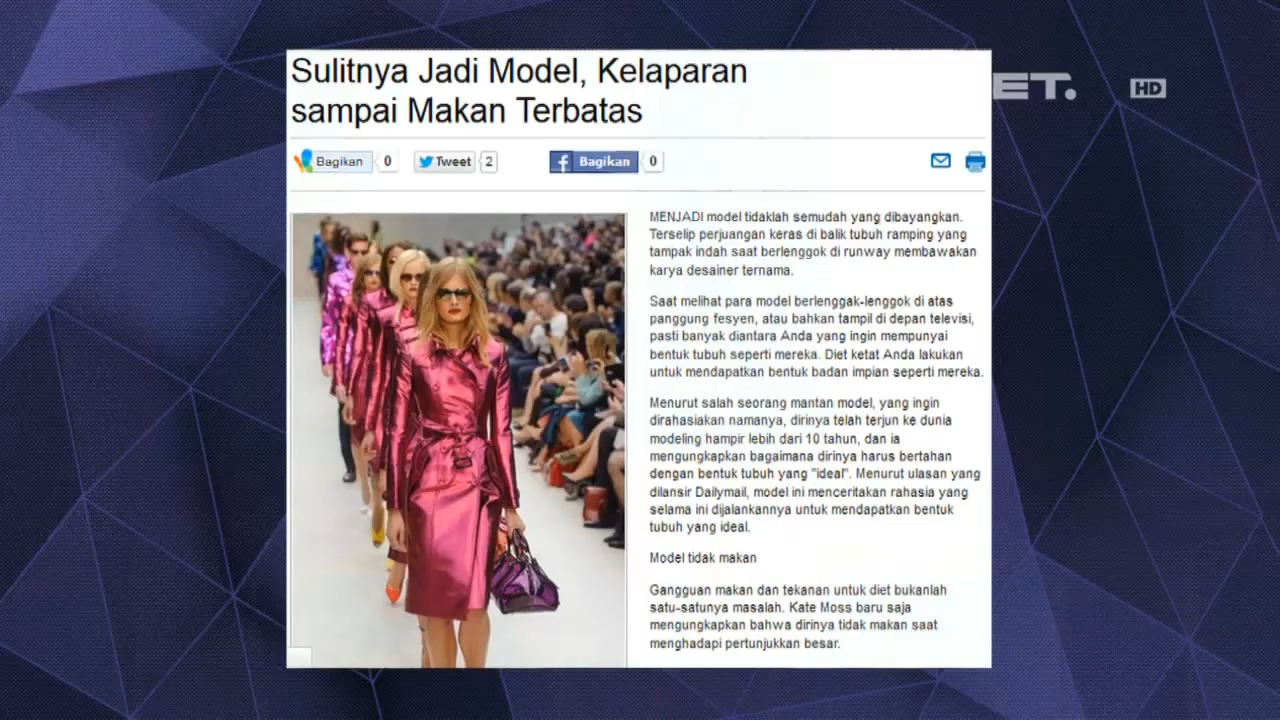 Sulitnya Jadi Model, Kelaparan
sampai Makan Terbatas
ET.
HD
Bagikan 0 Tweet 2 Bagikan 0
MENJADI model tidaklah semudah yang dibayangkan.
Terselip perjuangan keras di balik tubuh ramping yang
tampak indah saat berlenggok di runway membawakan
karya desainer ternama.
Saat melihat para model berlenggak-lenggok di atas
panggung fesyen, atau bahkan tampil di depan televisi,
pasti banyak diantara Anda yang ingin mempunyai
bentuk tubuh seperti mereka. Diet ketat Anda lakukan
untuk mendapatkan bentuk badan impian seperti mereka.
Menurut salah seorang mantan model, yang ingin
dirahasiakan namanya, dirinya telah terjun ke dunia
modeling hampir lebih dari 10 tahun, dan ia
mengungkapkan bagaimana dirinya harus bertahan
dengan bentuk tubuh yang "ideal". Menurut ulasan yang
dilansir Dailymail, model ini menceritakan rahasia yang
selama ini dijalankannya untuk mendapatkan bentuk
tubuh yang ideal.
Model tidak makan
Gangguan makan dan tekanan untuk diet bukanlah
satu-satunya masalah. Kate Moss baru saja
mengungkapkan bahwa dirinya tidak makan saat
menghadapi pertunjukkan besar.